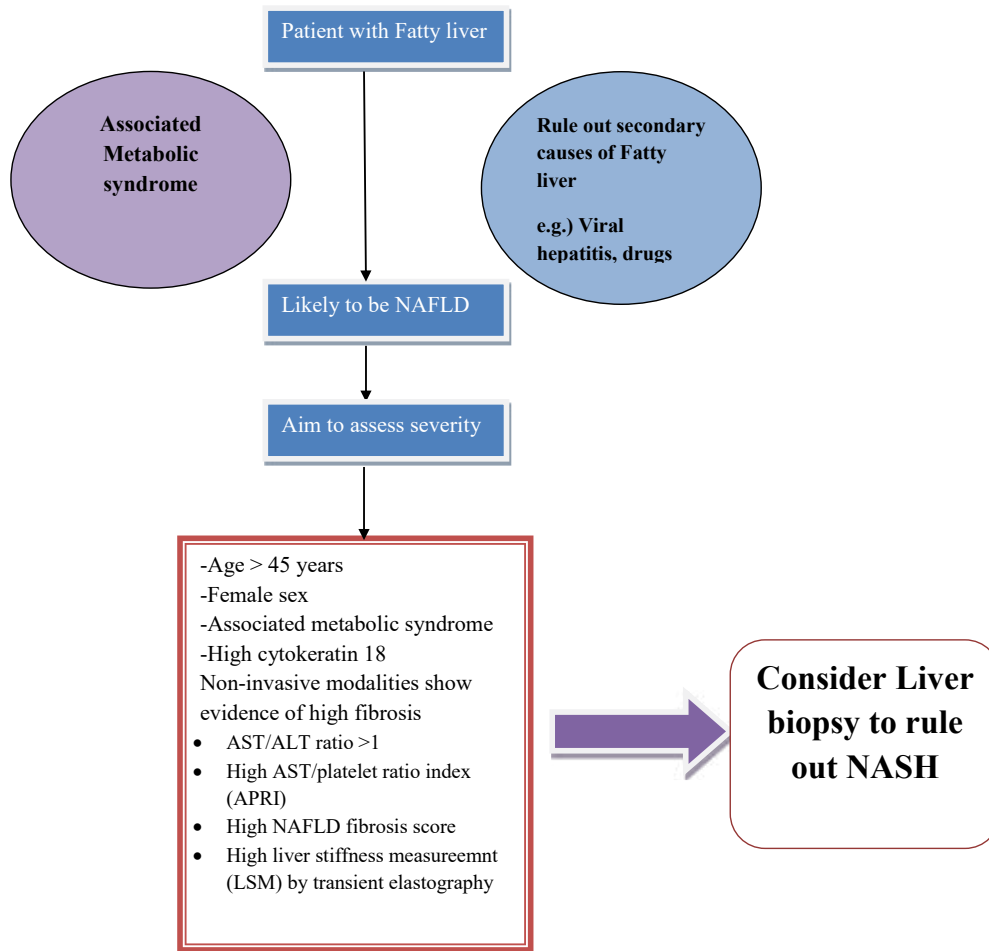 Patient with Fatty liver
Associated
Metabolic
syndrome
Rule out secondary
causes of Fatty
liver
e.g.) Viral
hepatitis, drugs
Likely to be NAFLD
Aim to assess severity
-Age > 45 years
-Female sex
-Associated metabolic syndrome
-High cytokeratin 18
Non-invasive modalities show
evidence of high fibrosis
• AST/ALT ratio >1
• High AST/platelet ratio index
(APRI)
• High NAFLD fibrosis score
• High liver stiffness measureemnt
(LSM) by transient elastography
Consider Liver
biopsy to rule
out NASH